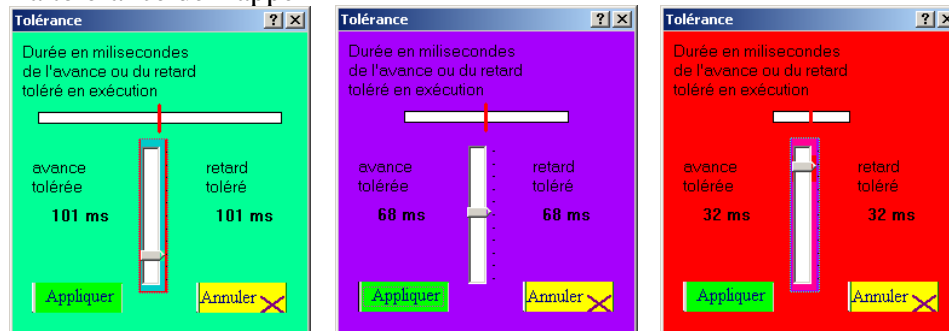 Tolérance
Durée en milisecondes
de l'avance ou du retard
toléré en exécution
avance
tolérée
retard
toléré
101 ms
101 ms
Appliquer
Annuler
Tolérance
Durée en milisecondes
de l'avance ou du retard
toléré en exécution
avance
tolérée
retard
toléré
68 ms
68 ms
Appliquer
Annuler
Tolérance
Durée en milisecondes
de l'avance ou du retard
toléré en exécution
avance
tolérée
retard
toléré
32 ms
32 ms
Appliquer
Annuler